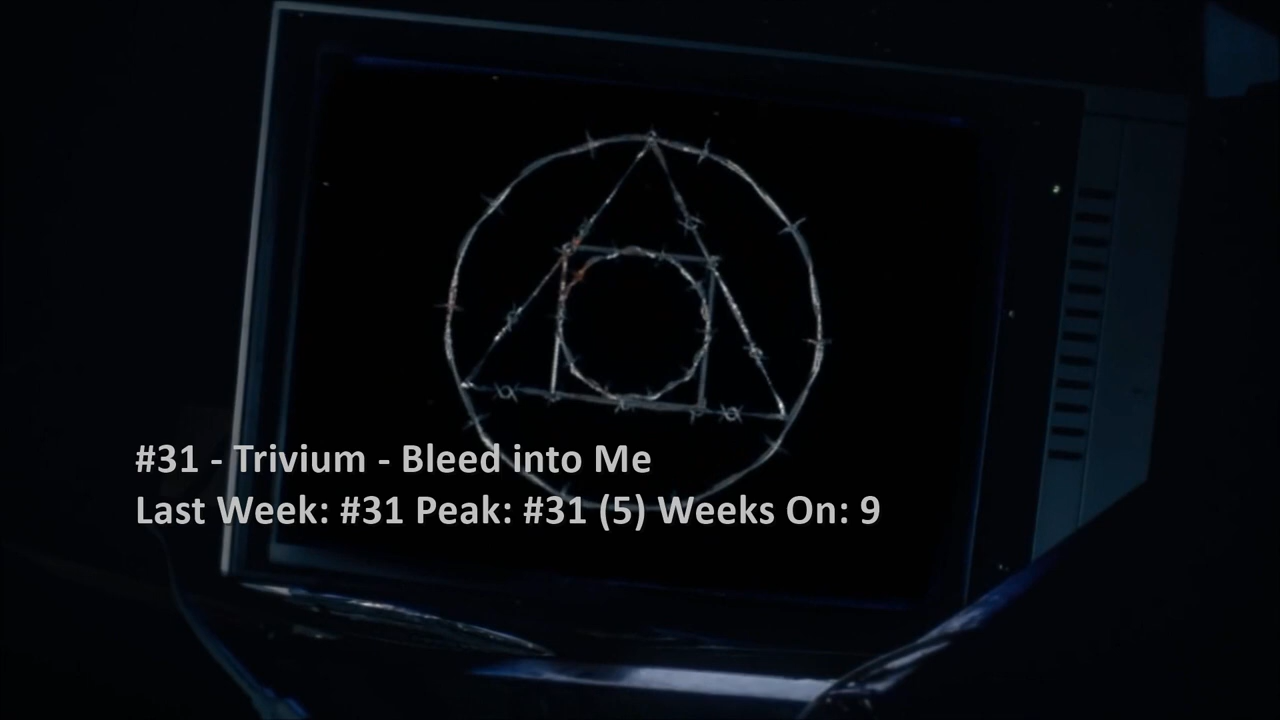 #31 - Trivium - Bleed into Me
Last Week: #31 Peak: #31 (5) Weeks On: 9